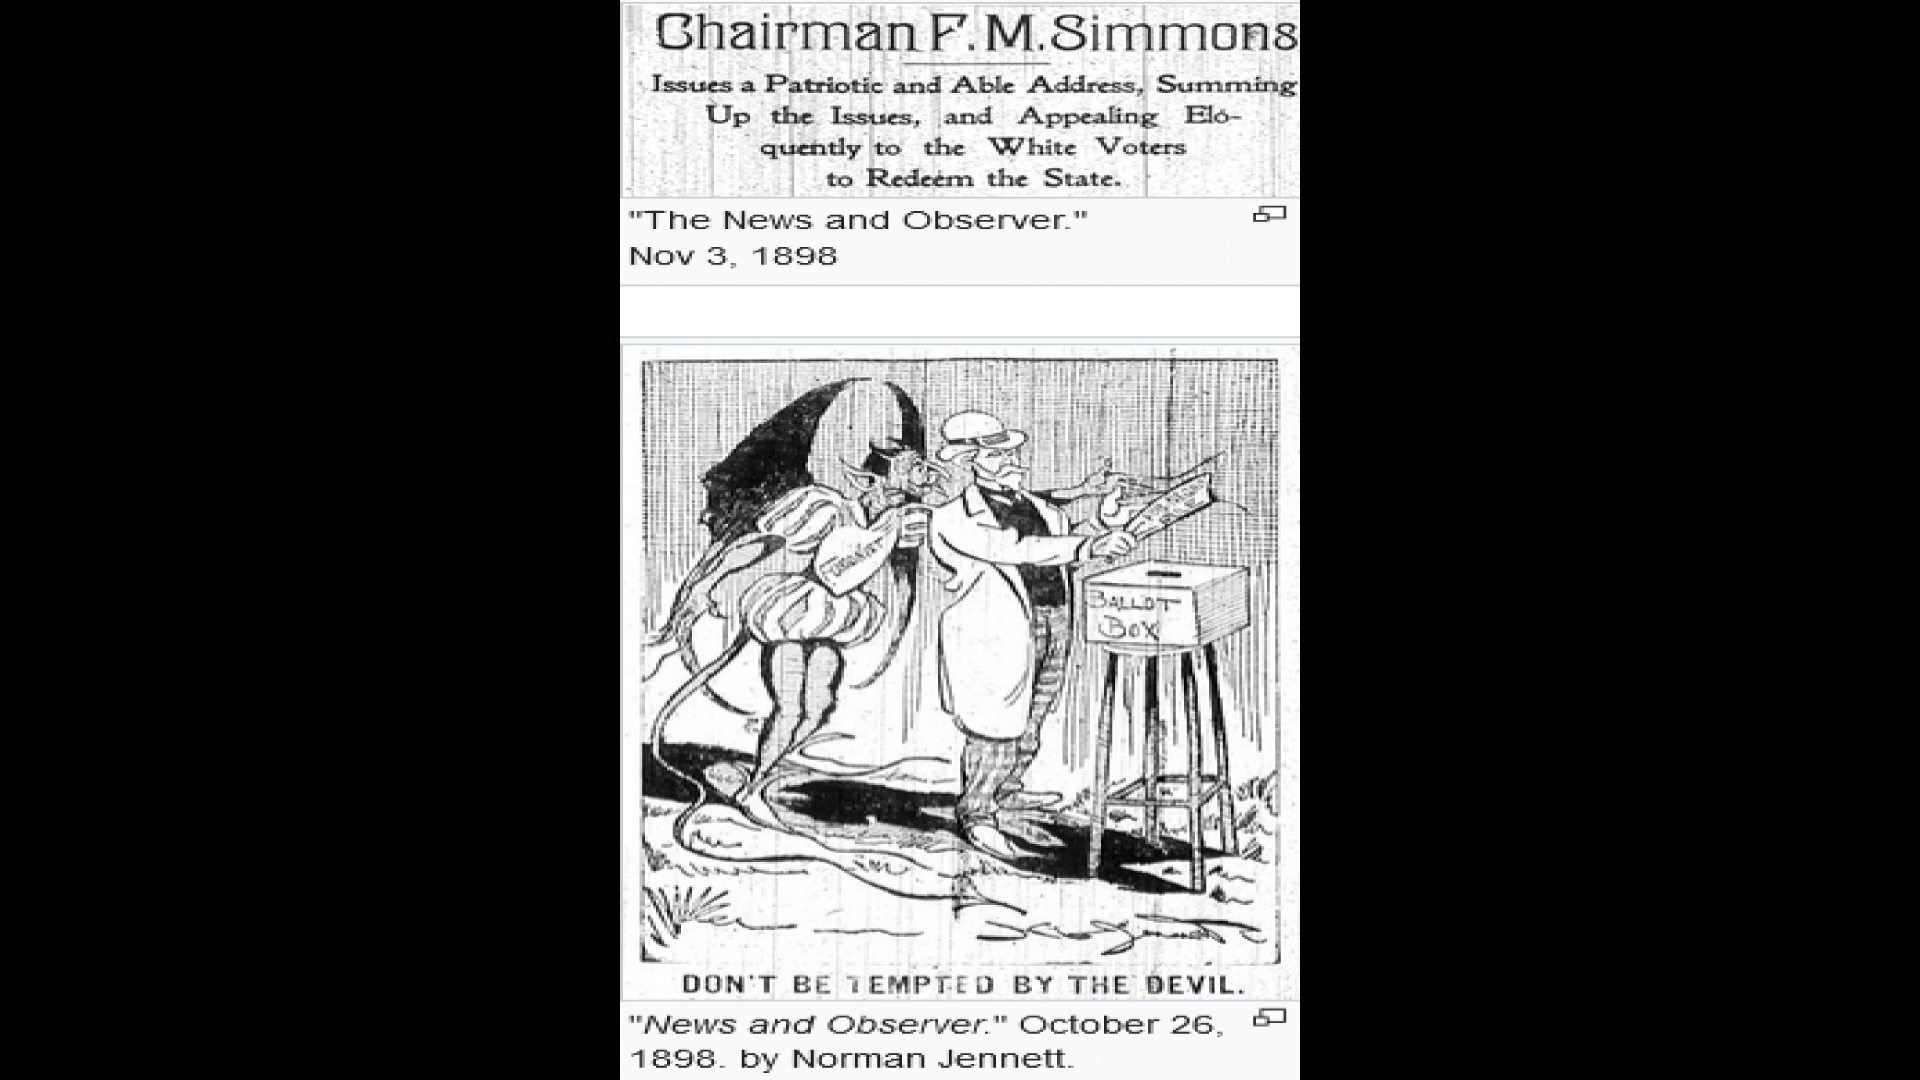 Chairman F. M. Simmons
Issues a Patriotic and Able Address, Summing
Up the Issues, and Appealing Elo-
quently to the White Voters
to Redeem the State.
"The News and Observer."
Nov 3, 1898
BALLOT
BOX
DON'T BE TEMPTED BY THE DEVIL.
"News and Observer." October 26,
1898. by Norman Jennett.